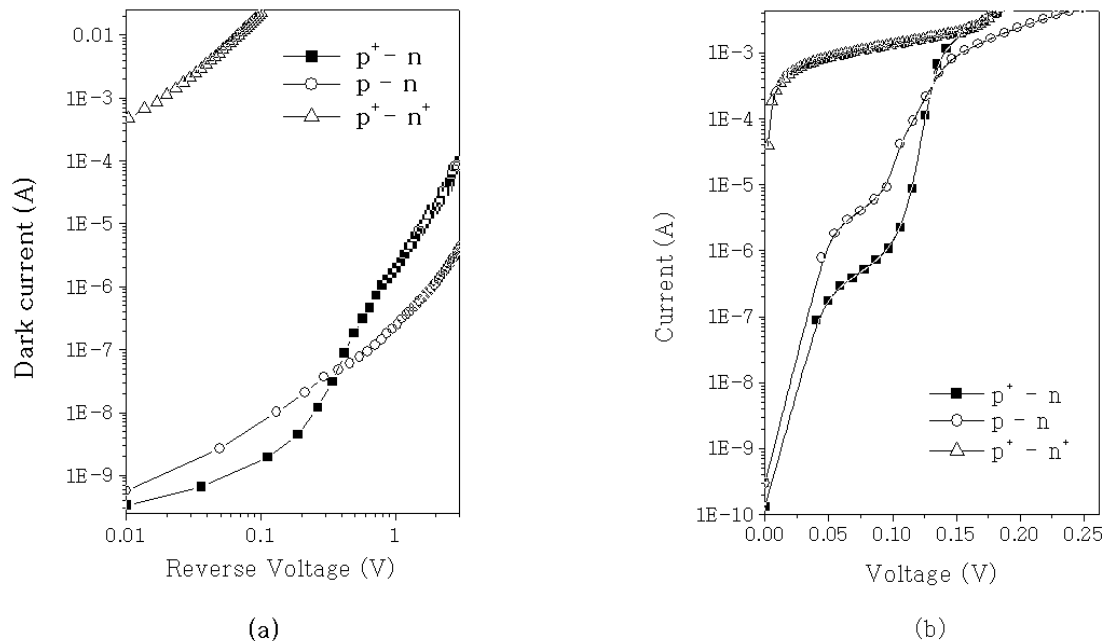 0.01
1E-3
1E-4
1E-5
1E-6
1E-7
1E-8
1E-9
Dark current (A)
p⁺ – n
p – n
p⁺ – n⁺
0.01
0.1
1
Reverse Voltage (V)
(a)
1E-3
1E-4
1E-5
1E-6
1E-7
1E-8
1E-9
1E-10
Current (A)
p⁺ – n
p – n
p⁺ – n⁺
0.00
0.05
0.10
0.15
0.20
0.25
Voltage (V)
(b)